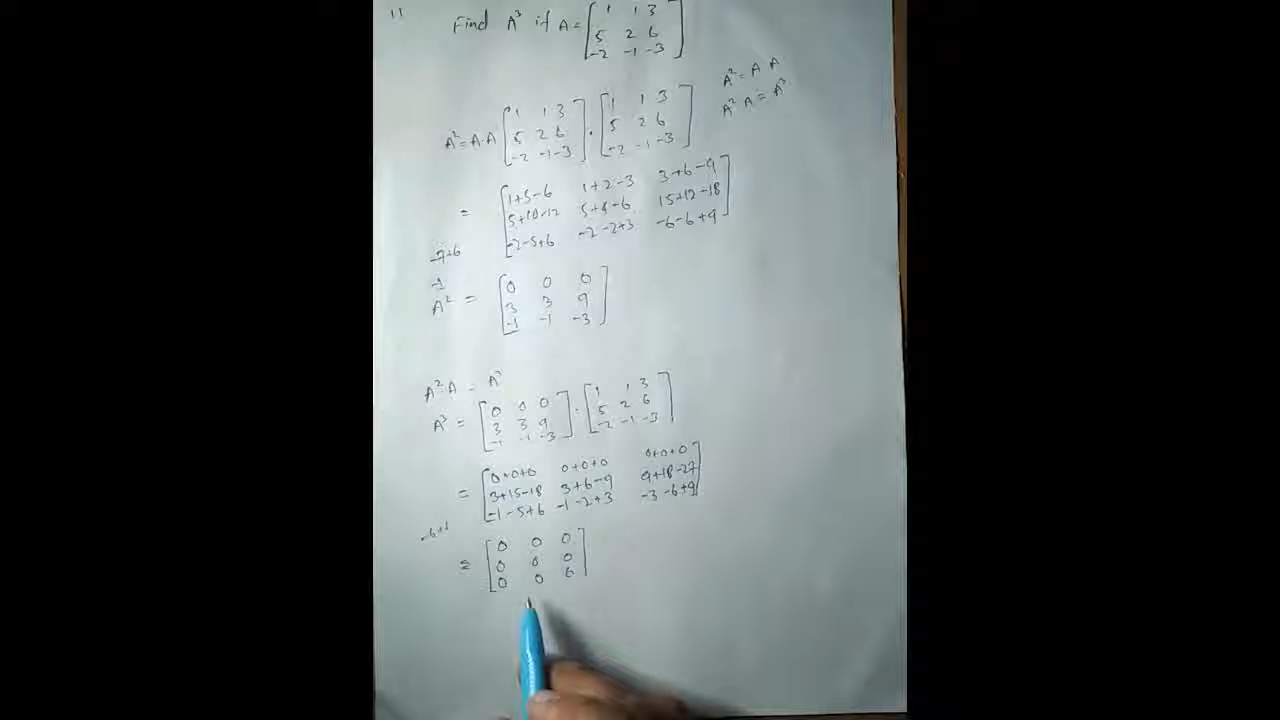 11
Find A³ if A = [1 1 3
5 2 6
-2 -1 -3]
A² = A A
A² A = A³
A² = A·A [1 1 3
5 2 6
-2 -1 -3] · [1 1 3
5 2 6
-2 -1 -3]
= [1+5-6 1+2-3 3+6-9
5+10-12 5+4-6 15+12-18
-2-5+6 -2-2+3 -6-6+9]
-7+6
-1
A² = [0 0 0
3 3 9
-1 -1 -3]
A² A = A³
A³ = [0 0 0
3 3 9
-1 -1 -3] · [1 1 3
5 2 6
-2 -1 -3]
= [0+0+0 0+0+0 0+0+0
3+15-18 3+6-9 9+18-27
-1-5+6 -1-2+3 -3-6+9]
= [0 0 0
0 0 0
0 0 0]